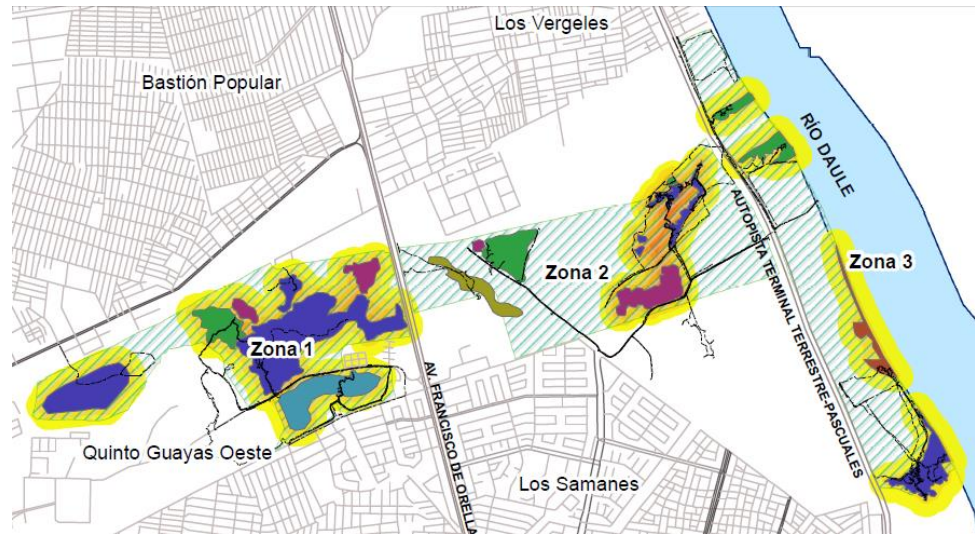 Los Vergeles
Bastión Popular
RÍO DAULE
Zona 2
Zona 3
Zona 1
AUTOPISTA TERMINAL TERRESTRE-PASCUALES
AV. FRANCISCO DE ORELLA
Quinto Guayas Oeste
Los Samanes